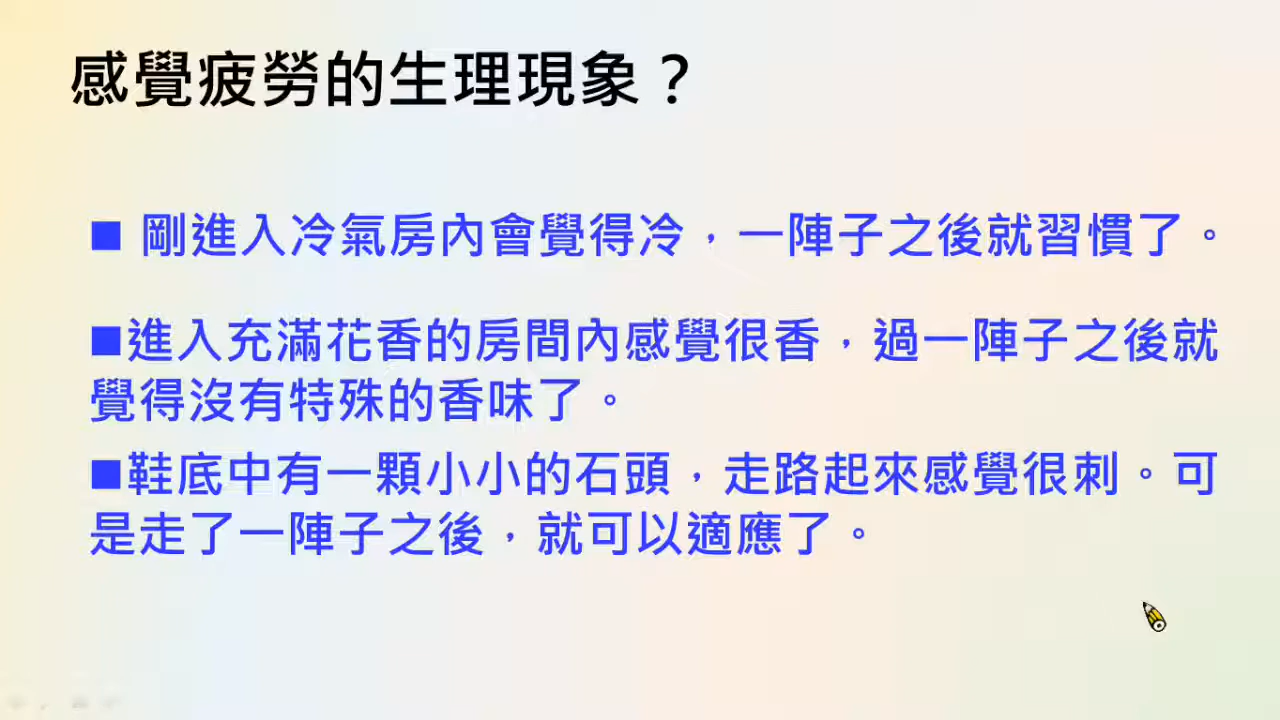 感覺疲勞的生理現象？
■ 剛進入冷氣房內會覺得冷，一陣子之後就習慣了。
■進入充滿花香的房間內感覺很香，過一陣子之後就
覺得沒有特殊的香味了。
■鞋底中有一顆小小的石頭，走路起來感覺很刺。可
是走了一陣子之後，就可以適應了。